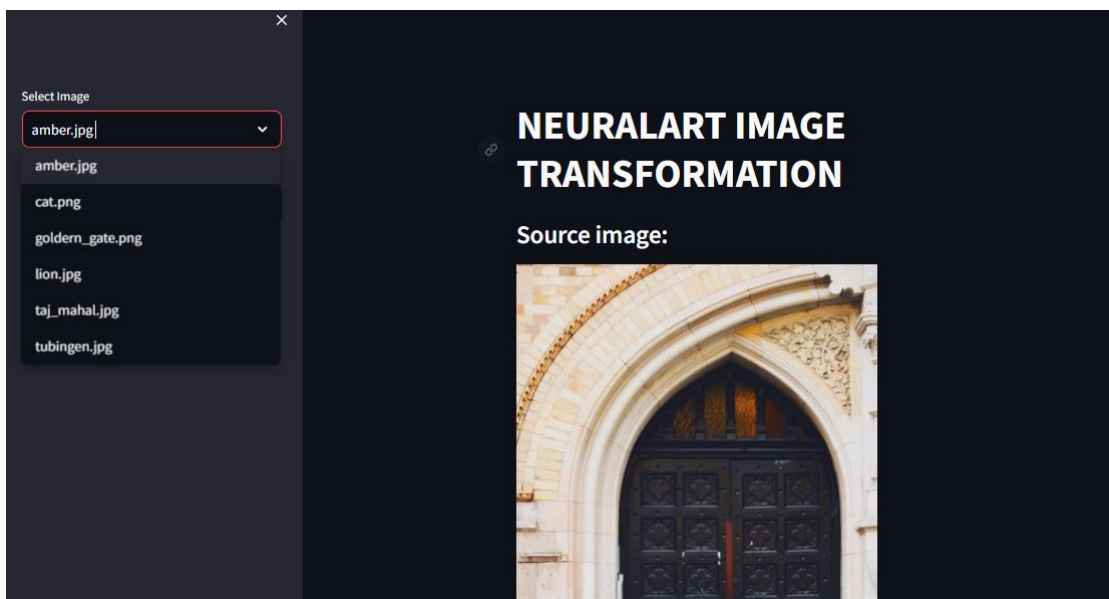 Select Image
amber.jpg
amber.jpg
cat.png
goldern_gate.png
lion.jpg
taj_mahal.jpg
tubingen.jpg
NEURALART IMAGE
TRANSFORMATION
Source image: